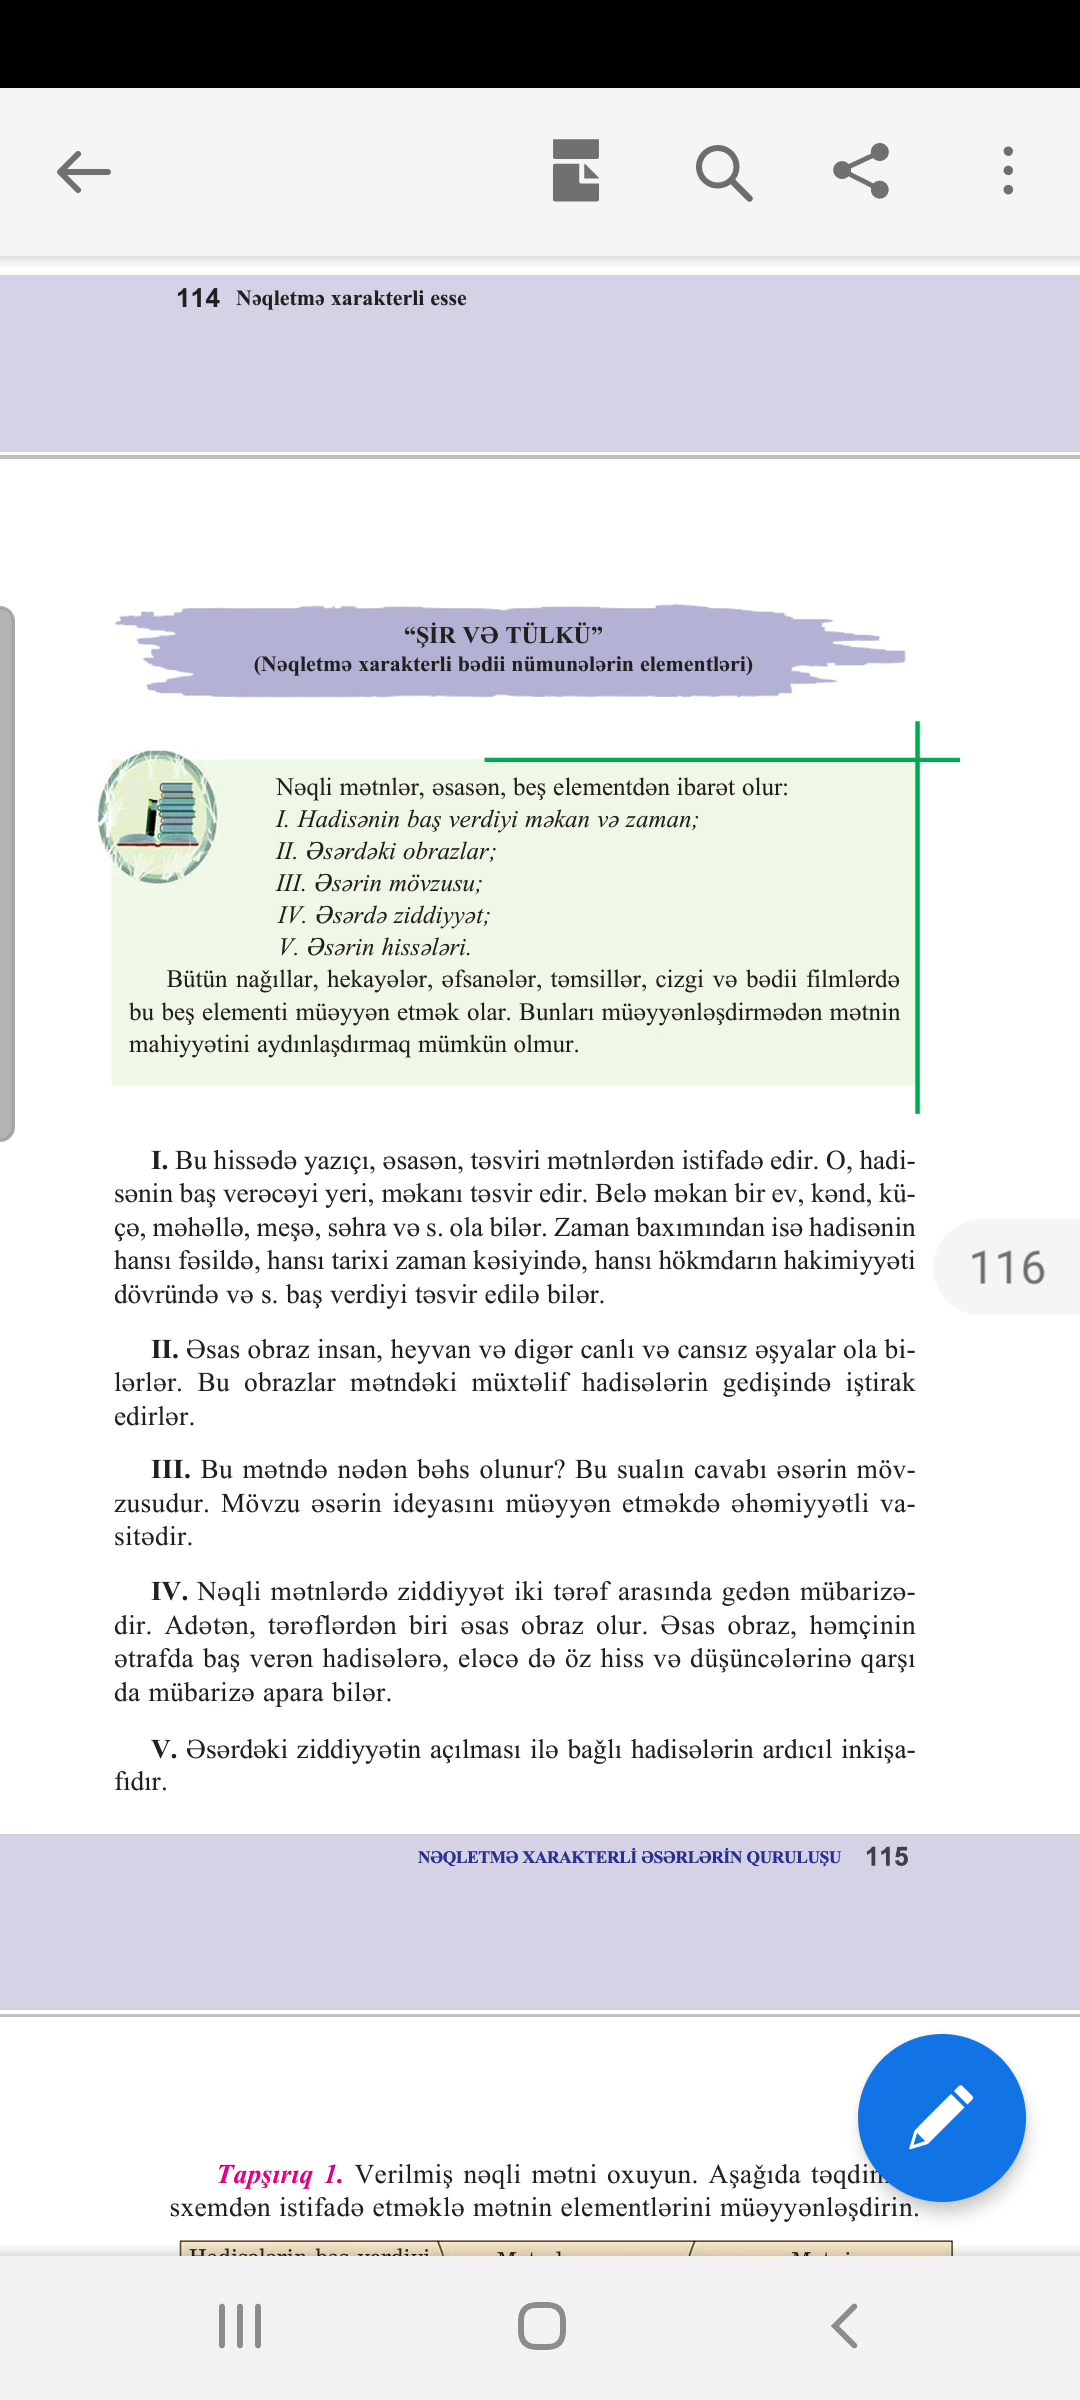 114 Nəqletmə xarakterli esse
“ŞİR VƏ TÜLKÜ”
(Nəqletmə xarakterli bədii nümunələrin elementləri)
Nəqli mətnlər, əsasən, beş elementdən ibarət olur:
I. Hadisənin baş verdiyi məkan və zaman;
II. Əsərdəki obrazlar;
III. Əsərin mövzusu;
IV. Əsərdə ziddiyyət;
V. Əsərin hissələri.
Bütün nağıllar, hekayələr, əfsanələr, təmsillər, cizgi və bədii filmlərdə
bu beş elementi müəyyən etmək olar. Bunları müəyyənləşdirmədən mətnin
mahiyyətini aydınlaşdırmaq mümkün olmur.
I. Bu hissədə yazıçı, əsasən, təsviri mətnlərdən istifadə edir. O, hadi-
sənin baş verəcəyi yeri, məkanı təsvir edir. Belə məkan bir ev, kənd, kü-
çə, məhəllə, meşə, səhra və s. ola bilər. Zaman baxımından isə hadisənin
hansı fəsildə, hansı tarixi zaman kəsiyində, hansı hökmdarın hakimiyyəti
dövründə və s. baş verdiyi təsvir edilə bilər.
116
II. Əsas obraz insan, heyvan və digər canlı və cansız əşyalar ola bi-
lərlər. Bu obrazlar mətndəki müxtəlif hadisələrin gedişində iştirak
edirlər.
III. Bu mətndə nədən bəhs olunur? Bu sualın cavabı əsərin möv-
zusudur. Mövzu əsərin ideyasını müəyyən etməkdə əhəmiyyətli va-
sitədir.
IV. Nəqli mətnlərdə ziddiyyət iki tərəf arasında gedən mübarizə-
dir. Adətən, tərəflərdən biri əsas obraz olur. Əsas obraz, həmçinin
ətrafda baş verən hadisələrə, eləcə də öz hiss və düşüncələrinə qarşı
da mübarizə apara bilər.
V. Əsərdəki ziddiyyətin açılması ilə bağlı hadisələrin ardıcıl inkişa-
fıdır.
NƏQLETMƏ XARAKTERLİ ƏSƏRLƏRİN QURULUŞU 115
Tapşırıq 1. Verilmiş nəqli mətni oxuyun. Aşağıda
sxemdən istifadə etməklə mətnin elementlərini müəyyənləşdirin.